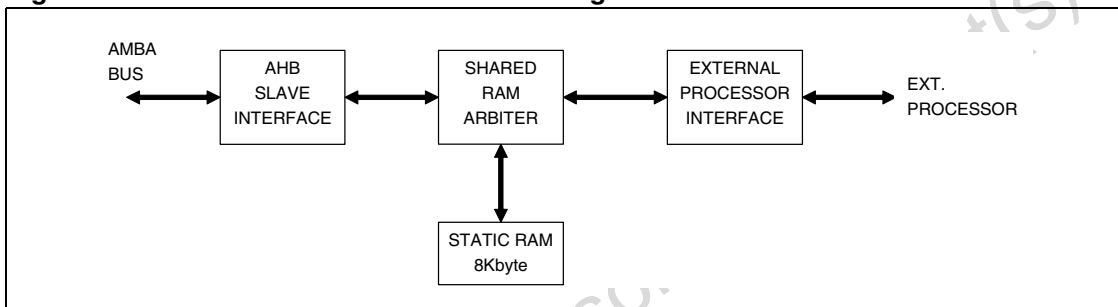 AMBA
BUS
AHB
SLAVE
INTERFACE
SHARED
RAM
ARBITER
EXTERNAL
PROCESSOR
INTERFACE
EXT.
PROCESSOR
STATIC RAM
8Kbyte